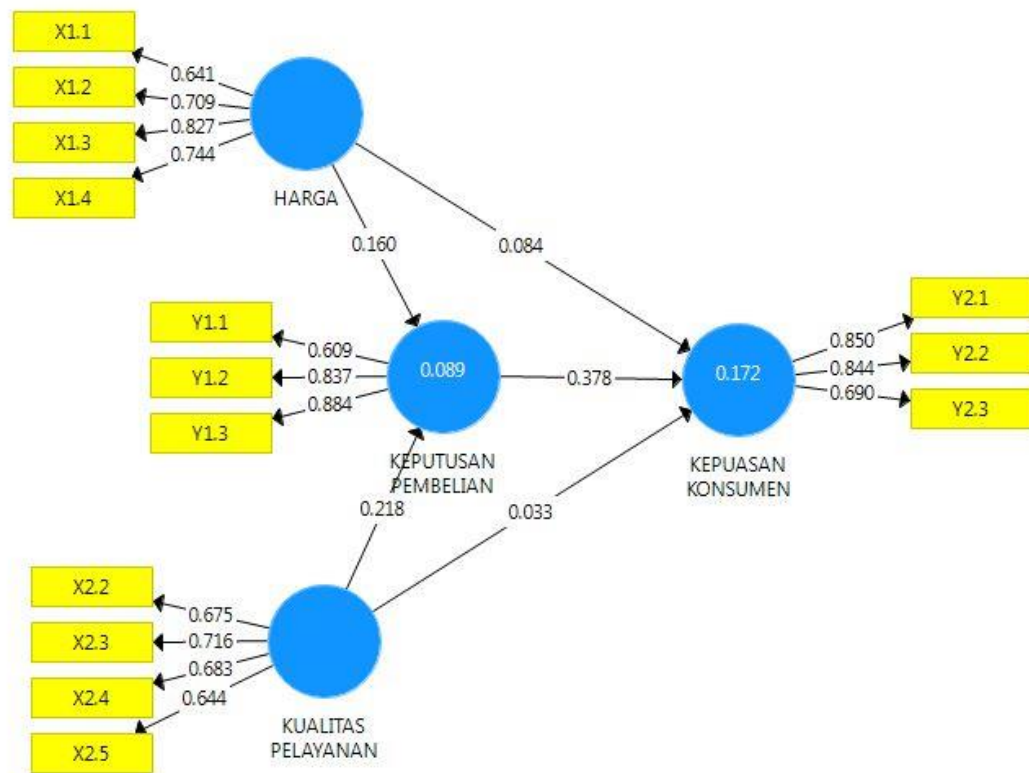 X1.1
0.641
X1.2
0.709
0.827
X1.3
0.744
X1.4
HARGA
0.160
0.084
Y1.1
0.609
Y1.2
0.837
Y1.3
0.884
0.089
KEPUTUSAN
PEMBELIAN
0.378
0.172
KEPUASAN
KONSUMEN
0.850
Y2.1
0.844
Y2.2
0.690
Y2.3
0.218
0.033
X2.2
0.675
X2.3
0.716
0.683
X2.4
0.644
X2.5
KUALITAS
PELAYANAN